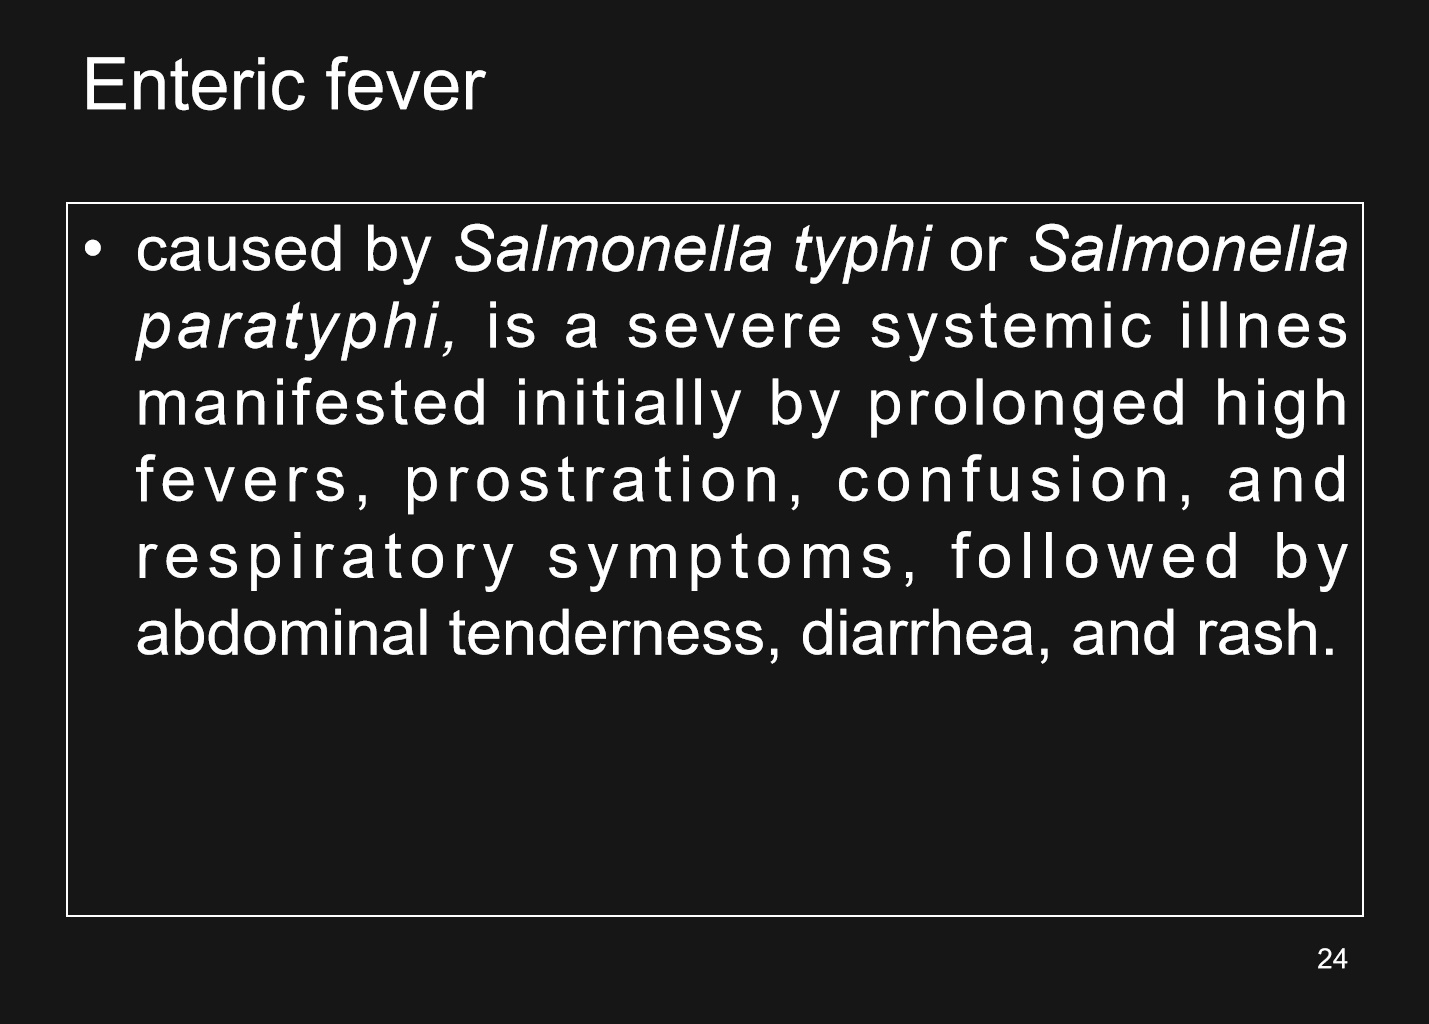 Enteric fever
• caused by Salmonella typhi or Salmonella
paratyphi, is a severe systemic illnes
manifested initially by prolonged high
fevers, prostration, confusion, and
respiratory symptoms, followed by
abdominal tenderness, diarrhea, and rash.
24